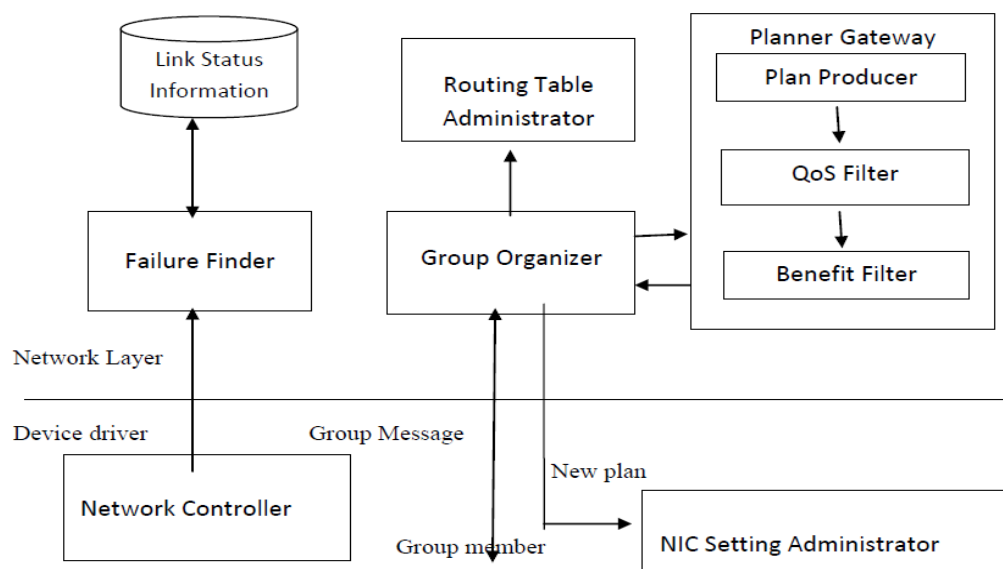 Link Status
Information
Routing Table
Administrator
Planner Gateway
Plan Producer
QoS Filter
Benefit Filter
Failure Finder
Group Organizer
Network Layer
Device driver
Group Message
Network Controller
New plan
Group member
NIC Setting Administrator